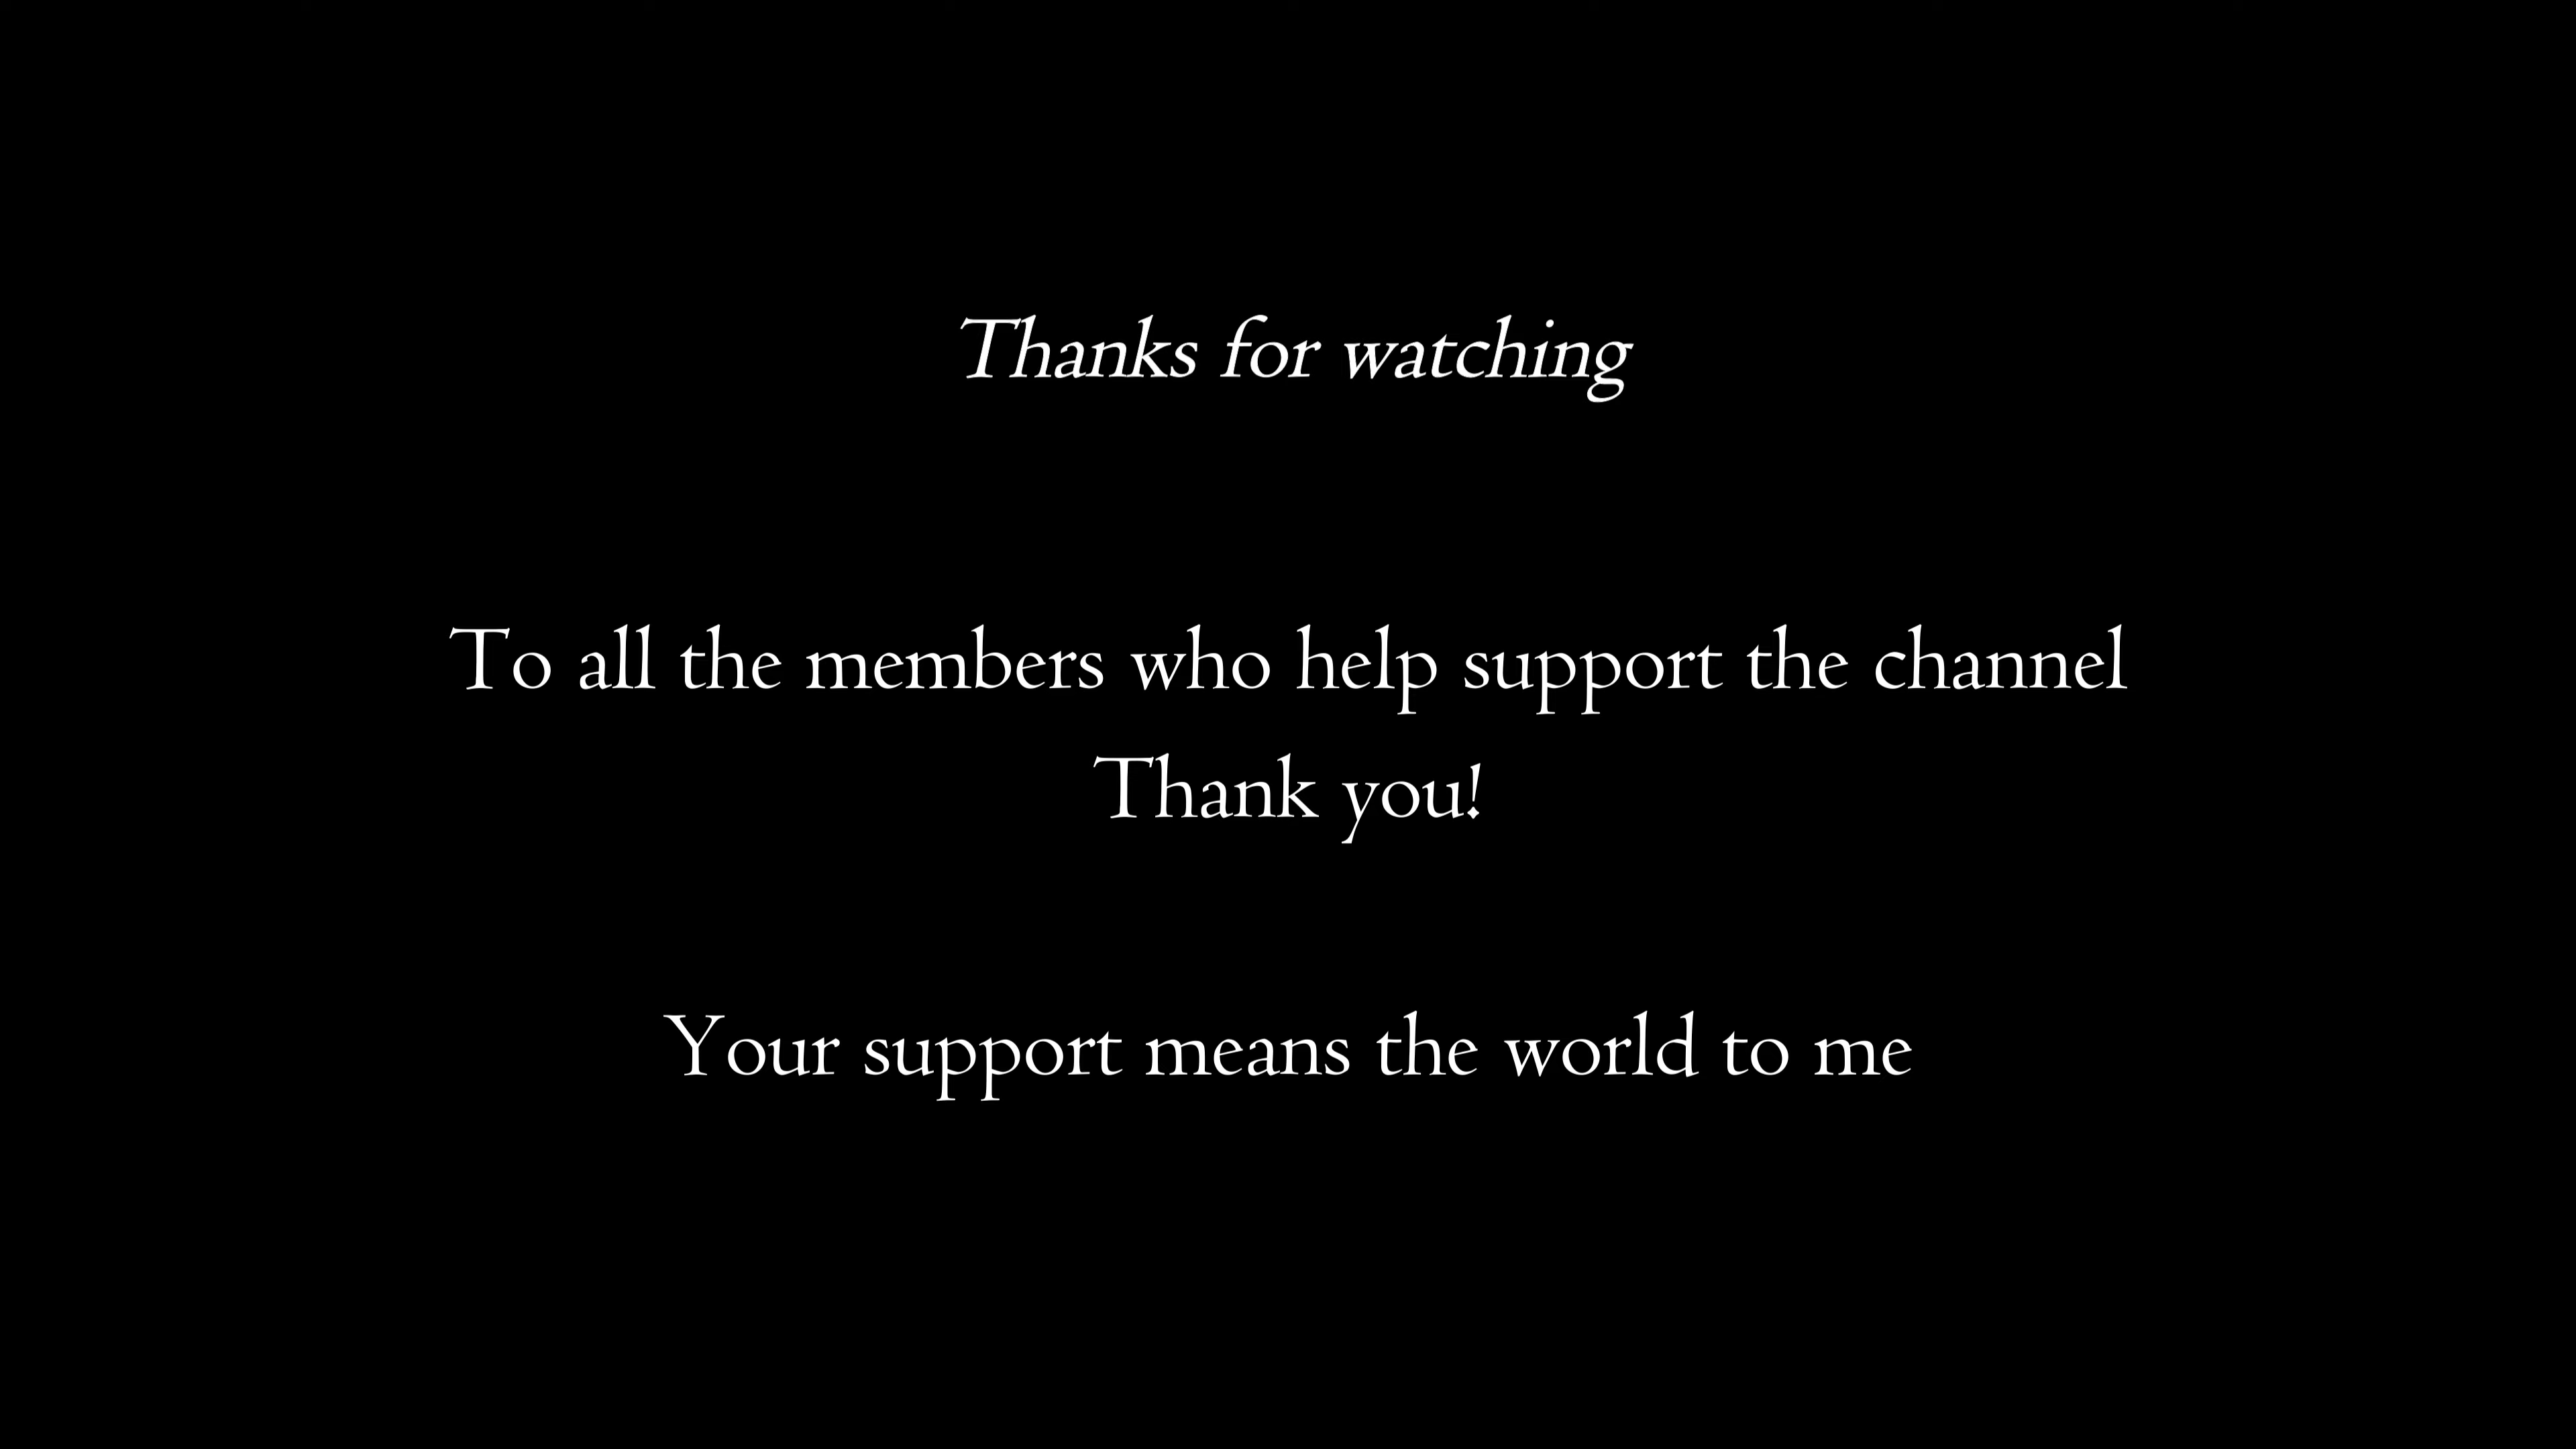 Thanks for watching
To all the members who help support the channel
Thank you!
Your support means the world to me